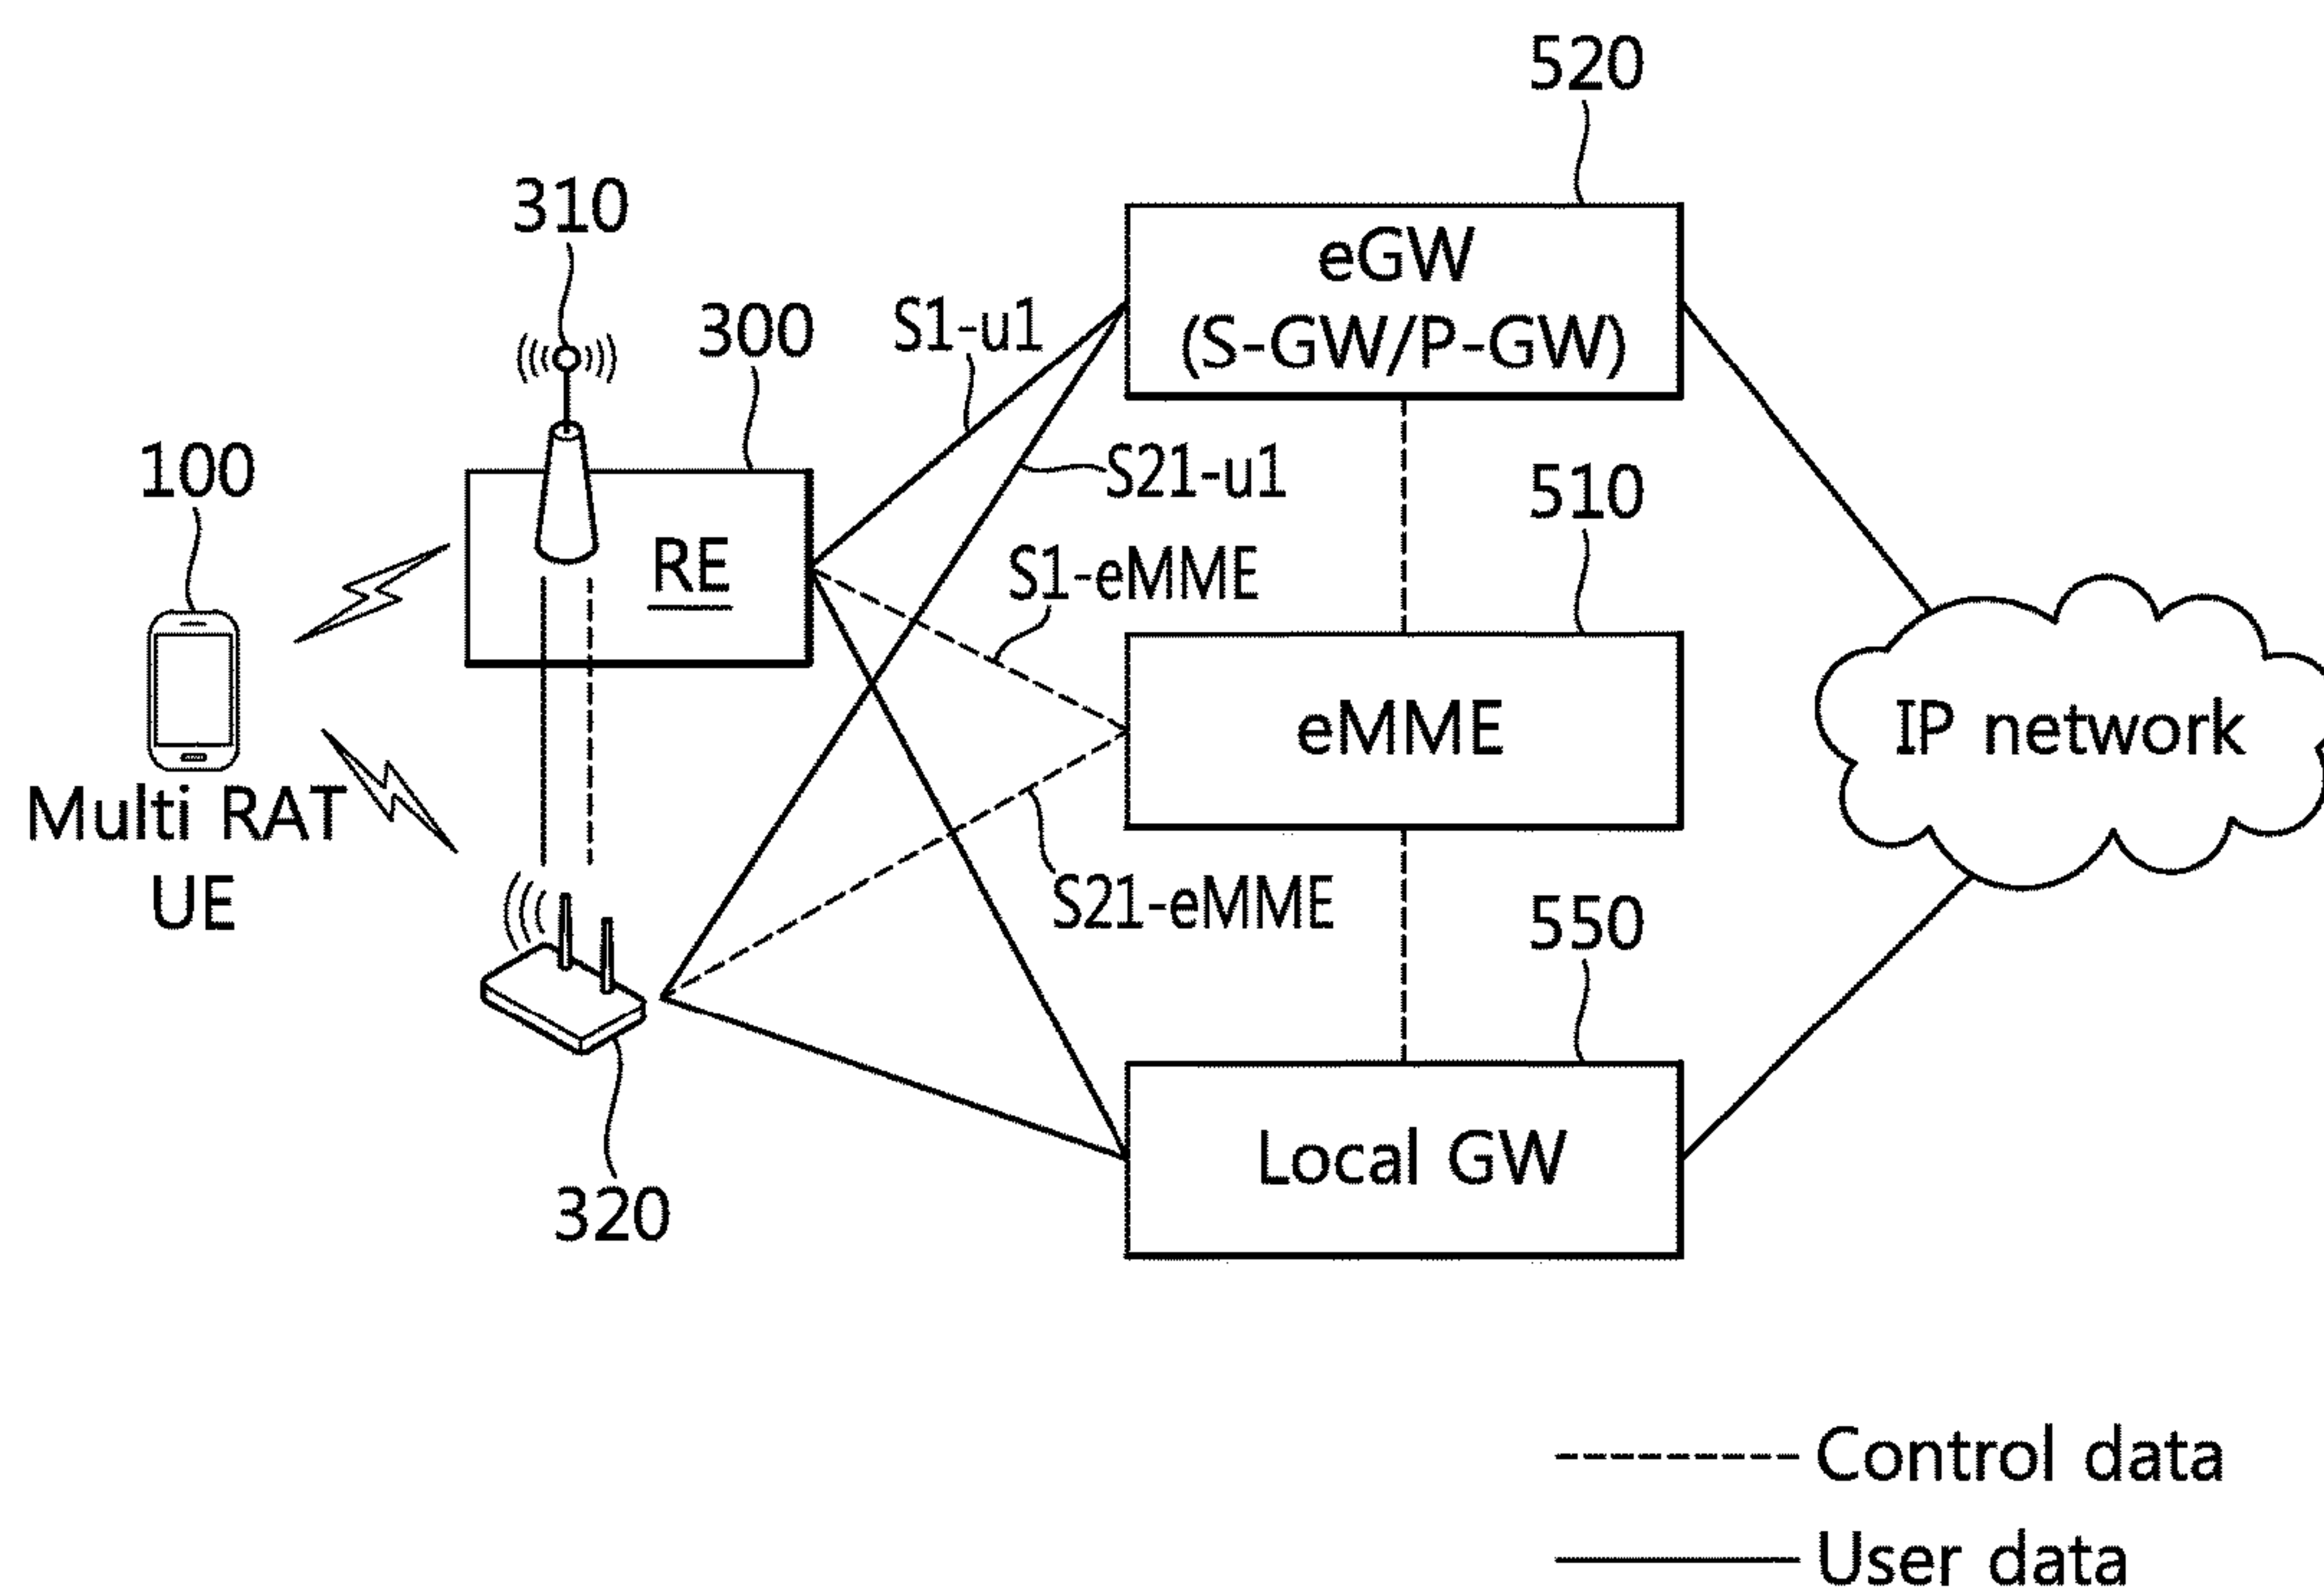 520
310
300
eGW
(S-GW/P-GW)
S1-u1
100
S21-u1
510
RE
S1-eMME
eMME
IP network
Multi RAT
UE
S21-eMME
550
Local GW
320
Control data
User data